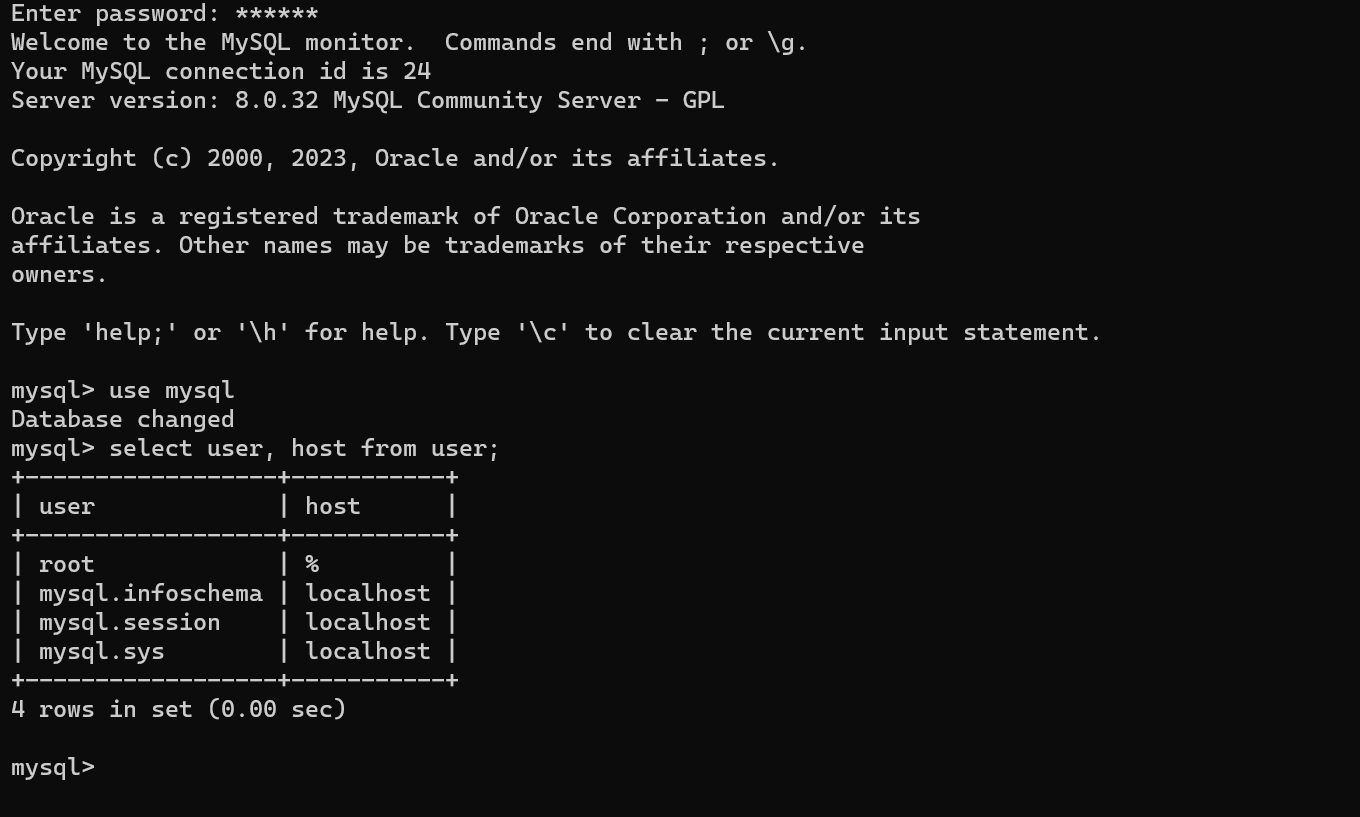 Enter password: ******
Welcome to the MySQL monitor.  Commands end with ; or \g.
Your MySQL connection id is 24
Server version: 8.0.32 MySQL Community Server - GPL

Copyright (c) 2000, 2023, Oracle and/or its affiliates.

Oracle is a registered trademark of Oracle Corporation and/or its
affiliates. Other names may be trademarks of their respective
owners.

Type 'help;' or '\h' for help. Type '\c' to clear the current input statement.

mysql> use mysql
Database changed
mysql> select user, host from user;
+------------------+-----------+
| user             | host      |
+------------------+-----------+
| root             | %         |
| mysql.infoschema | localhost |
| mysql.session    | localhost |
| mysql.sys        | localhost |
+------------------+-----------+
4 rows in set (0.00 sec)

mysql>